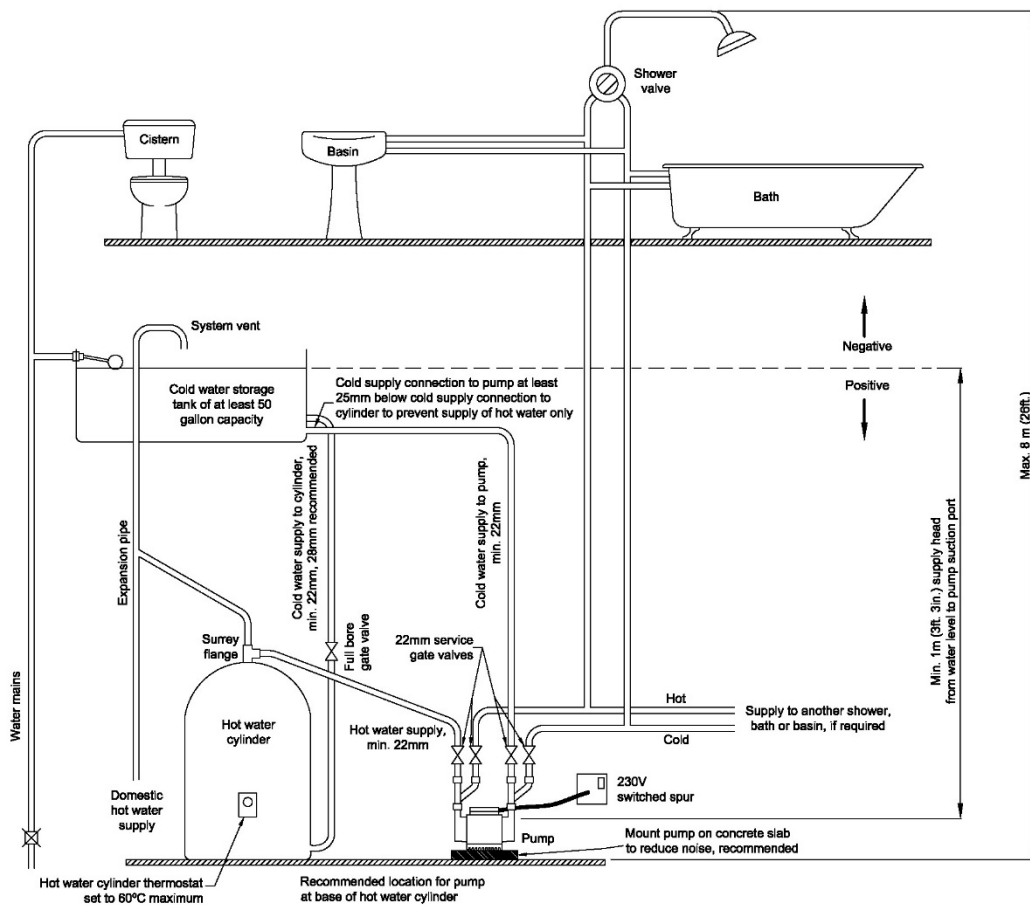 Shower
valve
Cistern
Basin
Bath
System vent
Negative
Positive
Cold water storage
tank of at least 50
gallon capacity
Cold supply connection to pump at least
25mm below cold supply connection to
cylinder to prevent supply of hot water only
Max. 8 m (26ft.)
Min. 1m (3ft. 3in.) supply head
from water level to pump suction port
Expansion pipe
Cold water supply to cylinder,
min. 22mm, 28mm recommended
Cold water supply to pump,
min. 22mm
Water mains
Surrey
flange
Full bore
gate valve
22mm service
gate valves
Hot water
cylinder
Hot water supply,
min. 22mm
Hot
Cold
Supply to another shower,
bath or basin, if required
Domestic
hot water
supply
230V
switched spur
Pump
Mount pump on concrete slab
to reduce noise, recommended
Hot water cylinder thermostat
set to 60°C maximum
Recommended location for pump
at base of hot water cylinder